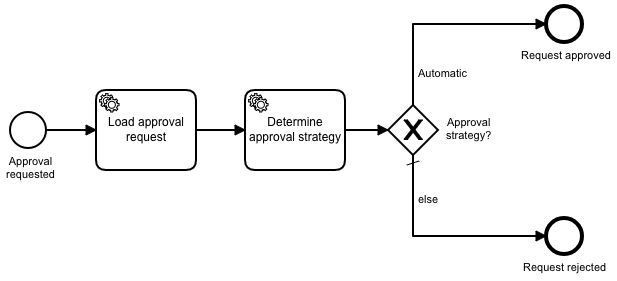 Approval
requested
Load approval
request
Determine
approval strategy
Automatic
Approval
strategy?
else
Request approved
Request rejected